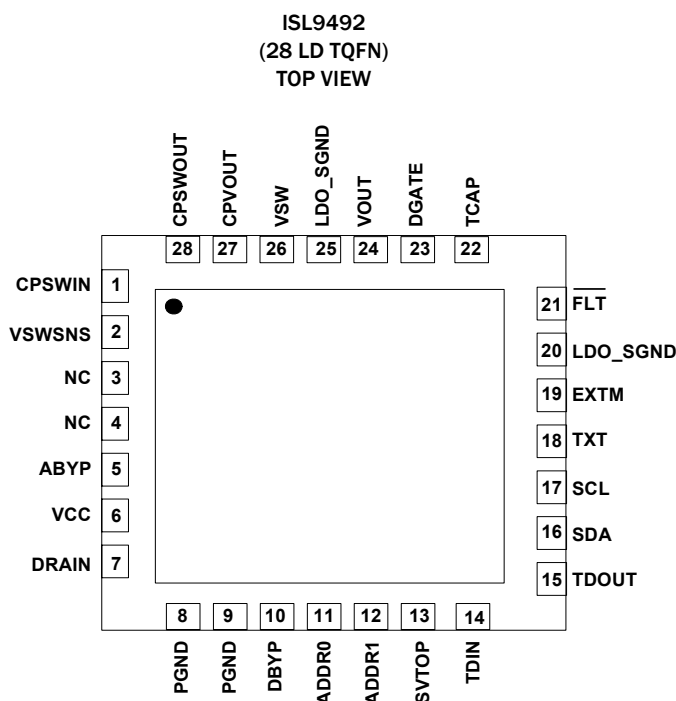 ISL9492
(28 LD TQFN)
TOP VIEW
CPSWOUT
CPVOUT
VSW
LDO_SGND
VOUT
DGATE
TCAP
28 27 26 25 24 23 22
CPSWIN 1
VSWSNS 2
NC 3
NC 4
ABYP 5
VCC 6
DRAIN 7
21 FLT
20 LDO_SGND
19 EXTM
18 TXT
17 SCL
16 SDA
15 TDOUT
8 9 10 11 12 13 14
PGND
PGND
DBYP
ADDR0
ADDR1
SVTOP
TDIN